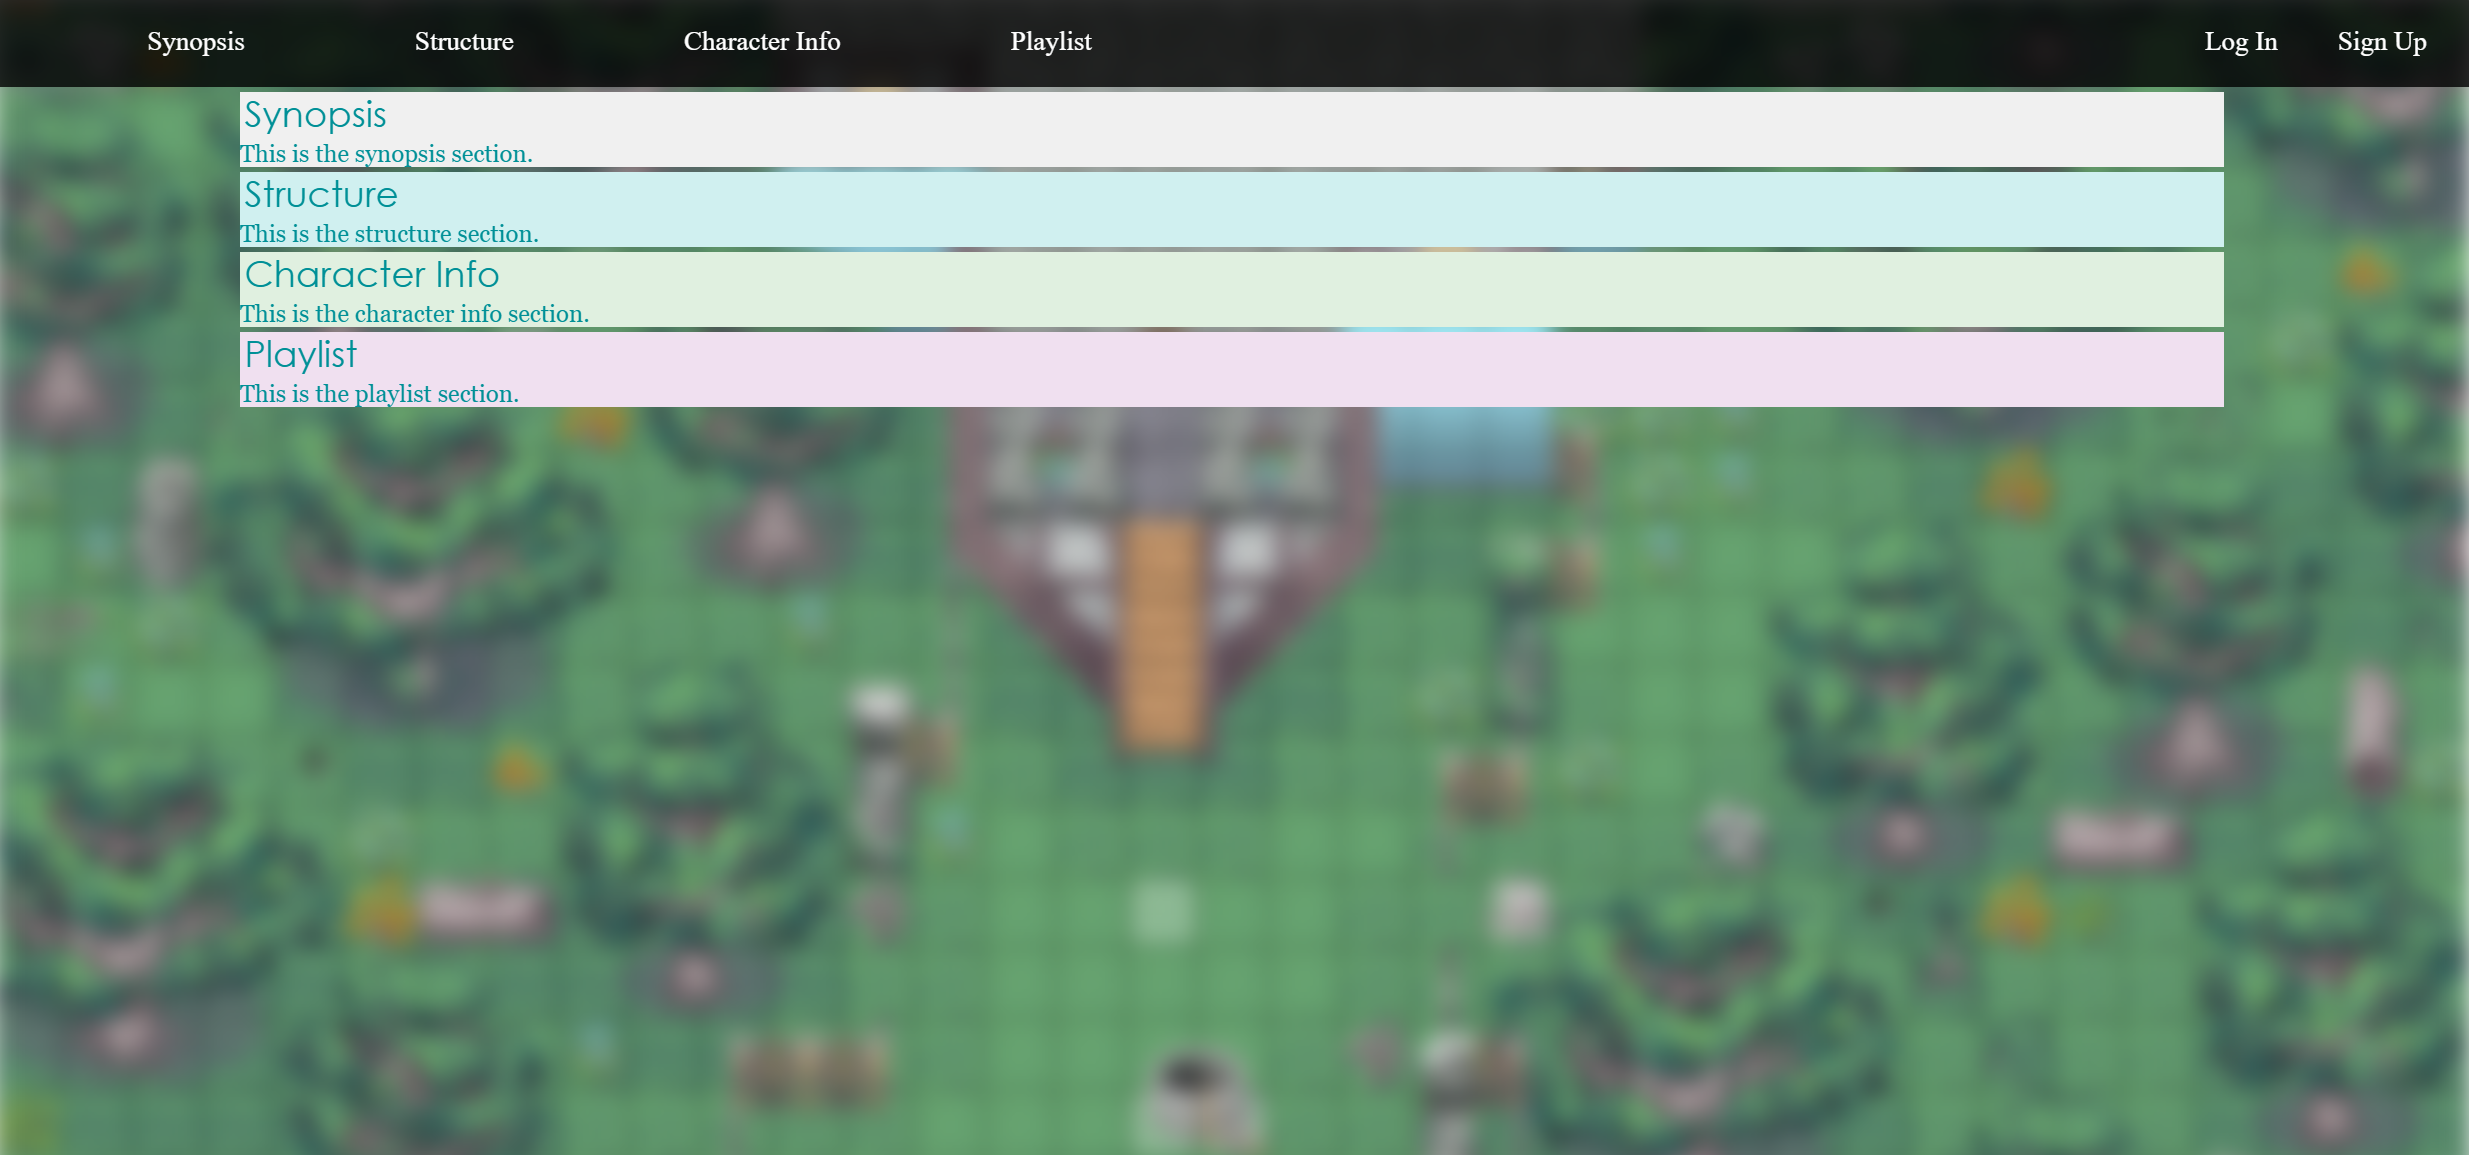 Synopsis Structure Character Info Playlist Log In Sign Up
Synopsis
This is the synopsis section.
Structure
This is the structure section.
Character Info
This is the character info section.
Playlist
This is the playlist section.